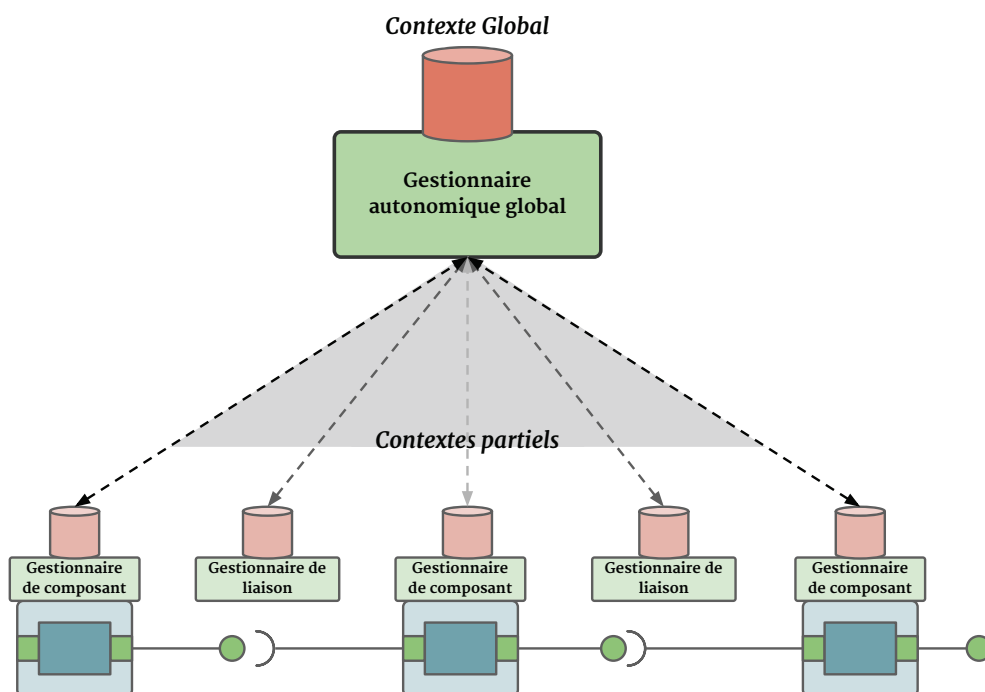 Contexte Global
Gestionnaire
autonomique global
Contextes partiels
Gestionnaire
de composant
Gestionnaire de
liaison
Gestionnaire
de composant
Gestionnaire de
liaison
Gestionnaire
de composant